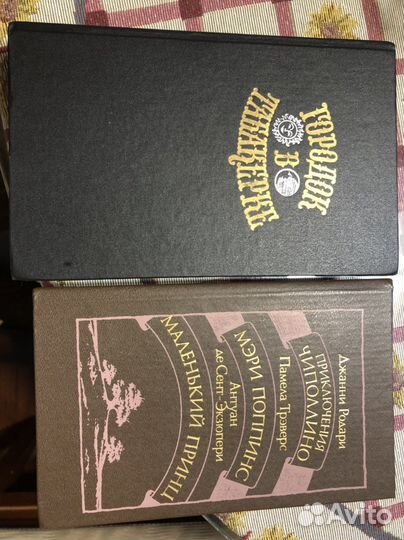 ГОРОДОК
В
ТАБАКЕРКЕ
Джанни Родари
ПРИКЛЮЧЕНИЯ
ЧИПОЛЛИНО
Памела Трэверс
МЭРИ ПОППИНС
Антуан
де Сент-Экзюпери
МАЛЕНЬКИЙ ПРИНЦ
Avito